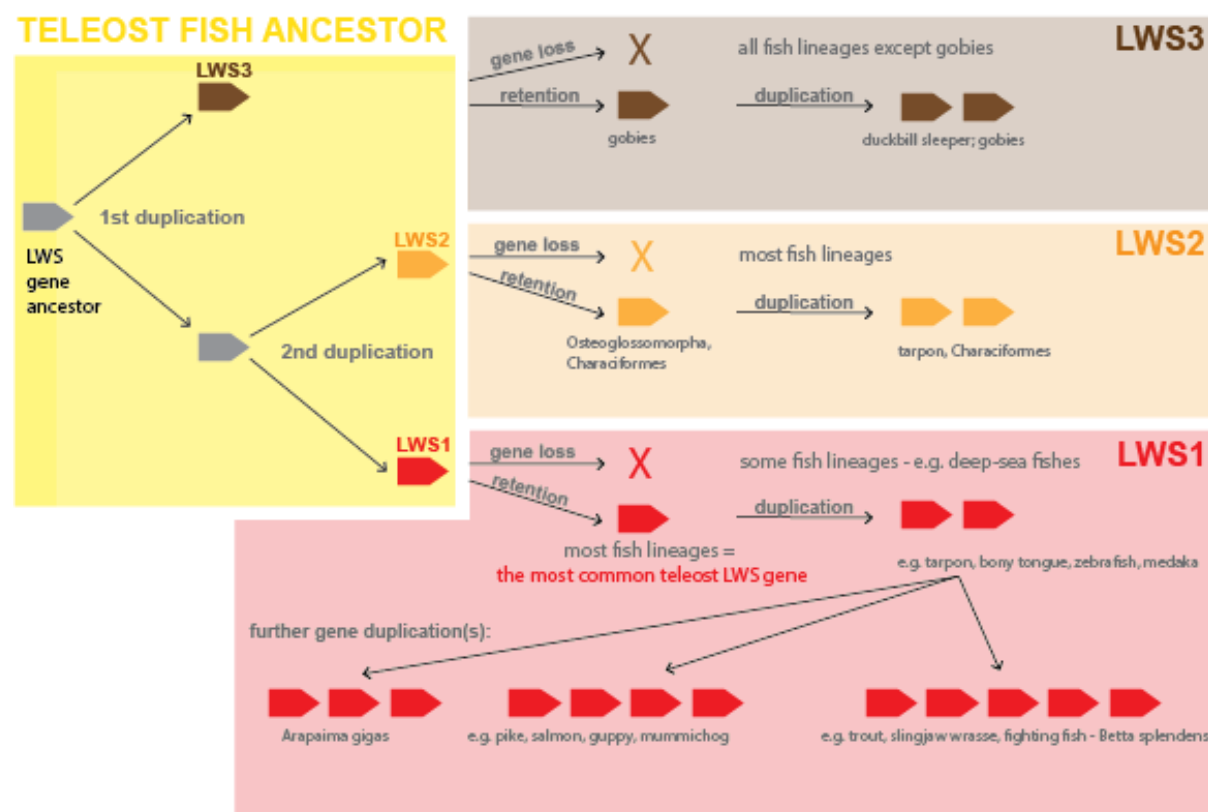 TELEOST FISH ANCESTOR
LWS3
1st duplication
LWS
gene
ancestor
LWS2
2nd duplication
LWS1
LWS3
gene loss
X
all fish lineages except gobies
retention
duplication
gobies
duckbill sleeper; gobies
LWS2
gene loss
X
most fish lineages
retention
duplication
Osteoglossomorpha,
Characiformes
tarpon, Characiformes
LWS1
gene loss
X
some fish lineages - e.g. deep-sea fishes
retention
duplication
most fish lineages =
the most common teleost LWS gene
e.g. tarpon, bony tongue, zebrafish, medaka
further gene duplication(s):
Arapaima gigas
e.g. pike, salmon, guppy, mummichog
e.g. trout, slingjaw wrasse, fighting fish - Betta splendens